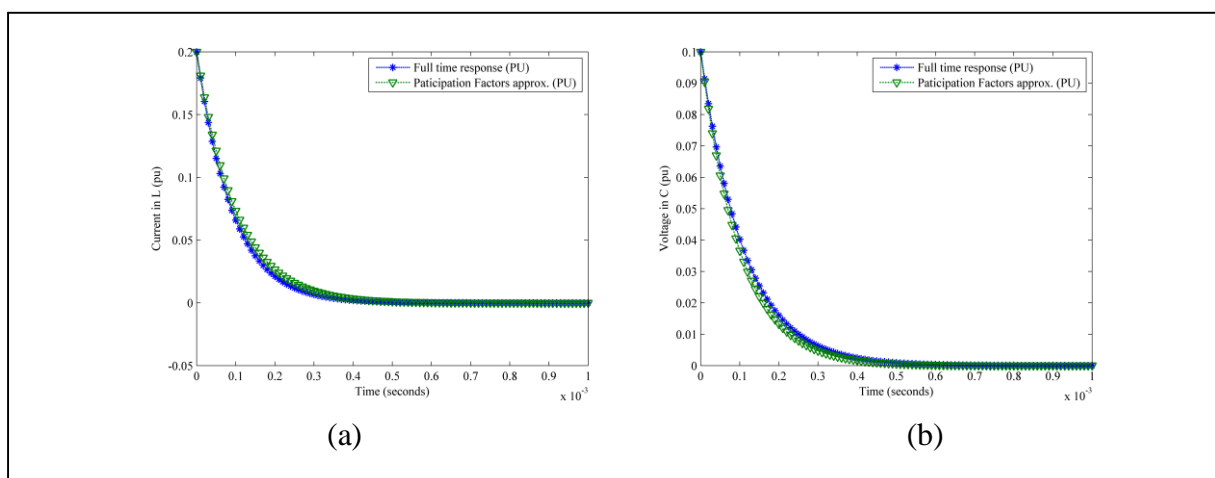 0.2
0.15
0.1
0.05
0
-0.05
Current in L (pu)
Full time response (PU)
Paticipation Factors approx. (PU)
0 0.1 0.2 0.3 0.4 0.5 0.6 0.7 0.8 0.9 1
Time (seconds)
x 10⁻³
(a)
0.1
0.09
0.08
0.07
0.06
0.05
0.04
0.03
0.02
0.01
0
Voltage in C (pu)
Full time response (PU)
Paticipation Factors approx. (PU)
0 0.1 0.2 0.3 0.4 0.5 0.6 0.7 0.8 0.9 1
Time (seconds)
x 10⁻³
(b)